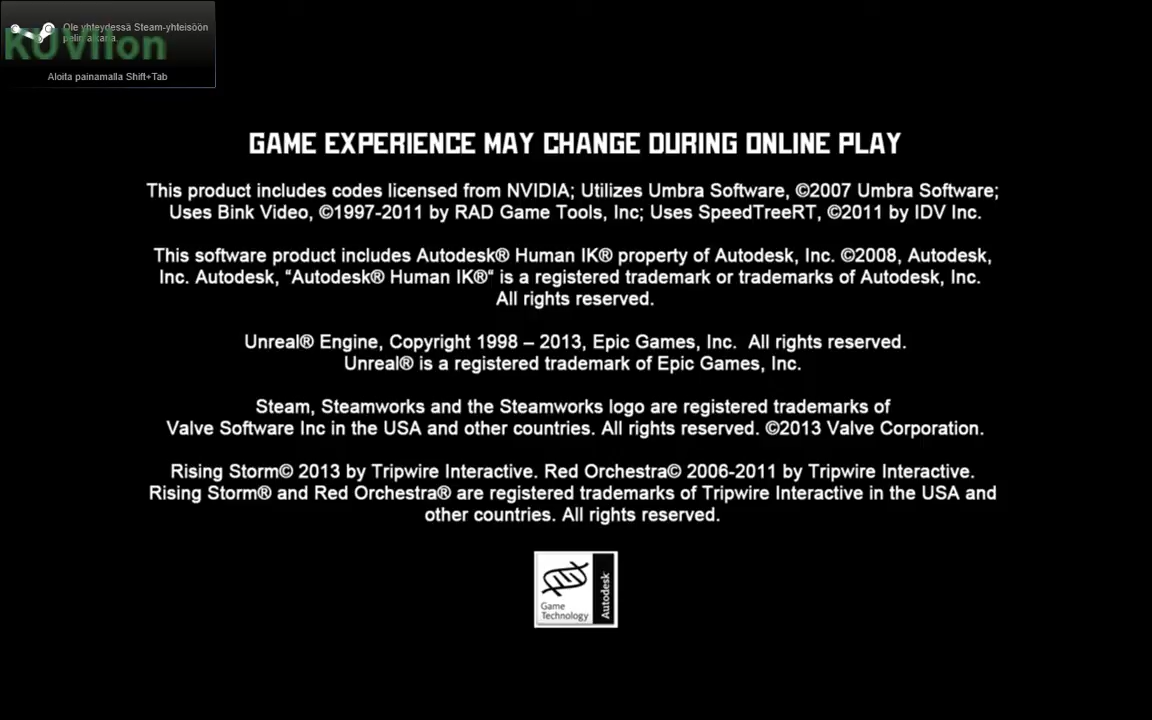 Ole yhteydessä Steam-yhteisöön
pelin aikana.
Aloita painamalla Shift+Tab
GAME EXPERIENCE MAY CHANGE DURING ONLINE PLAY
This product includes codes licensed from NVIDIA; Utilizes Umbra Software, ©2007 Umbra Software;
Uses Bink Video, ©1997-2011 by RAD Game Tools, Inc; Uses SpeedTreeRT, ©2011 by IDV Inc.
This software product includes Autodesk® Human IK® property of Autodesk, Inc. ©2008, Autodesk,
Inc. Autodesk, “Autodesk® Human IK®“ is a registered trademark or trademarks of Autodesk, Inc.
All rights reserved.
Unreal® Engine, Copyright 1998 – 2013, Epic Games, Inc. All rights reserved.
Unreal® is a registered trademark of Epic Games, Inc.
Steam, Steamworks and the Steamworks logo are registered trademarks of
Valve Software Inc in the USA and other countries. All rights reserved. ©2013 Valve Corporation.
Rising Storm© 2013 by Tripwire Interactive. Red Orchestra© 2006-2011 by Tripwire Interactive.
Rising Storm® and Red Orchestra® are registered trademarks of Tripwire Interactive in the USA and
other countries. All rights reserved.
Game
Technology
Autodesk